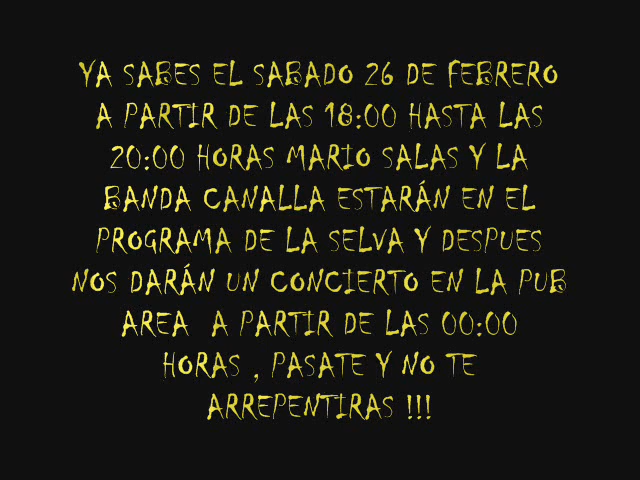 YA SABES EL SABADO 26 DE FEBRERO
A PARTIR DE LAS 18:00 HASTA LAS
20:00 HORAS MARIO SALAS Y LA
BANDA CANALLA ESTARÁN EN EL
PROGRAMA DE LA SELVA Y DESPUES
NOS DARÁN UN CONCIERTO EN LA PUB
AREA A PARTIR DE LAS 00:00
HORAS , PASATE Y NO TE
ARREPENTIRAS !!!